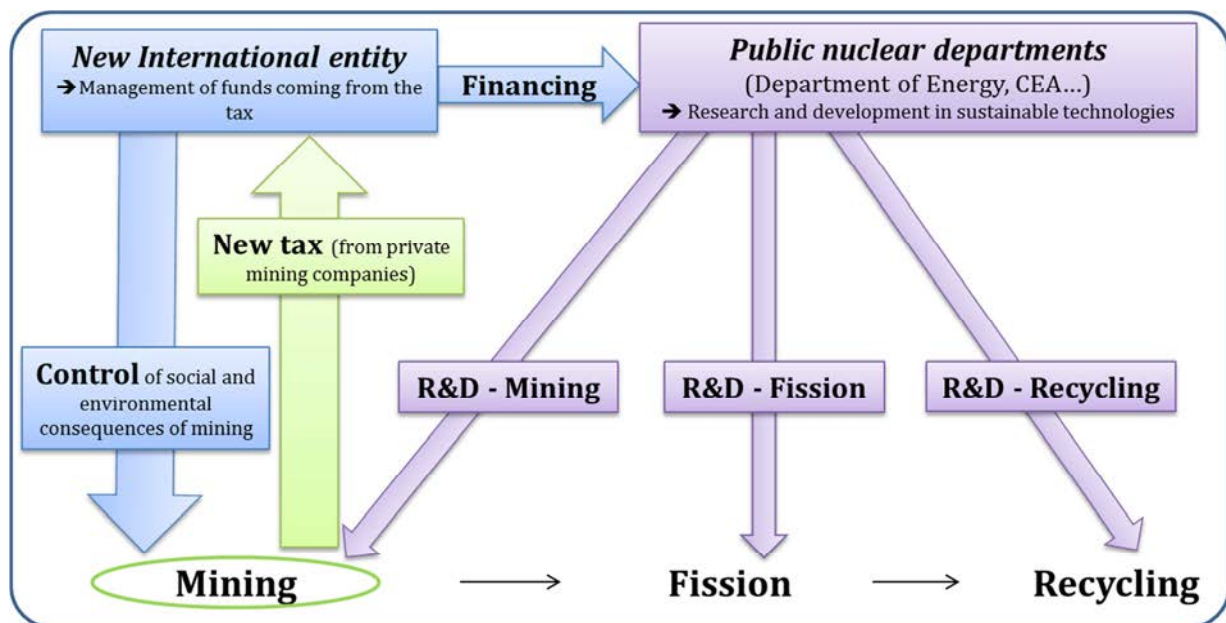 New International entity
➔ Management of funds coming from the
tax
Financing
Public nuclear departments
(Department of Energy, CEA...)
➔ Research and development in sustainable technologies
New tax (from private
mining companies)
Control of social and
environmental
consequences of mining
R&D - Mining
R&D - Fission
R&D - Recycling
Mining
Fission
Recycling